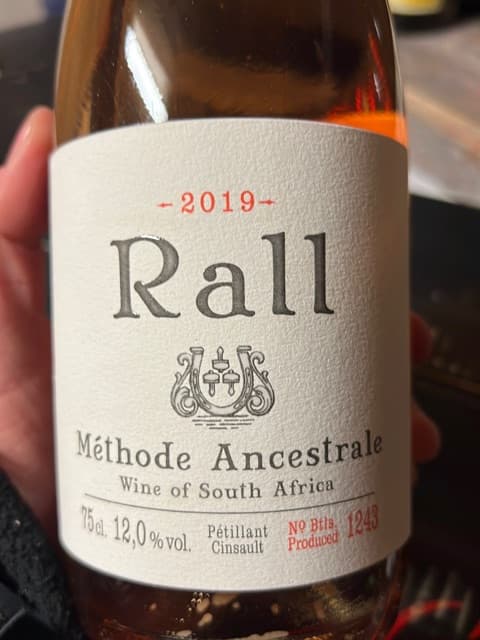 2019
Rall
Méthode Ancestrale
Wine of South Africa
75cl. 12,0% vol.
Pétillant
Cinsault
Nº Btls.
Produced
1243